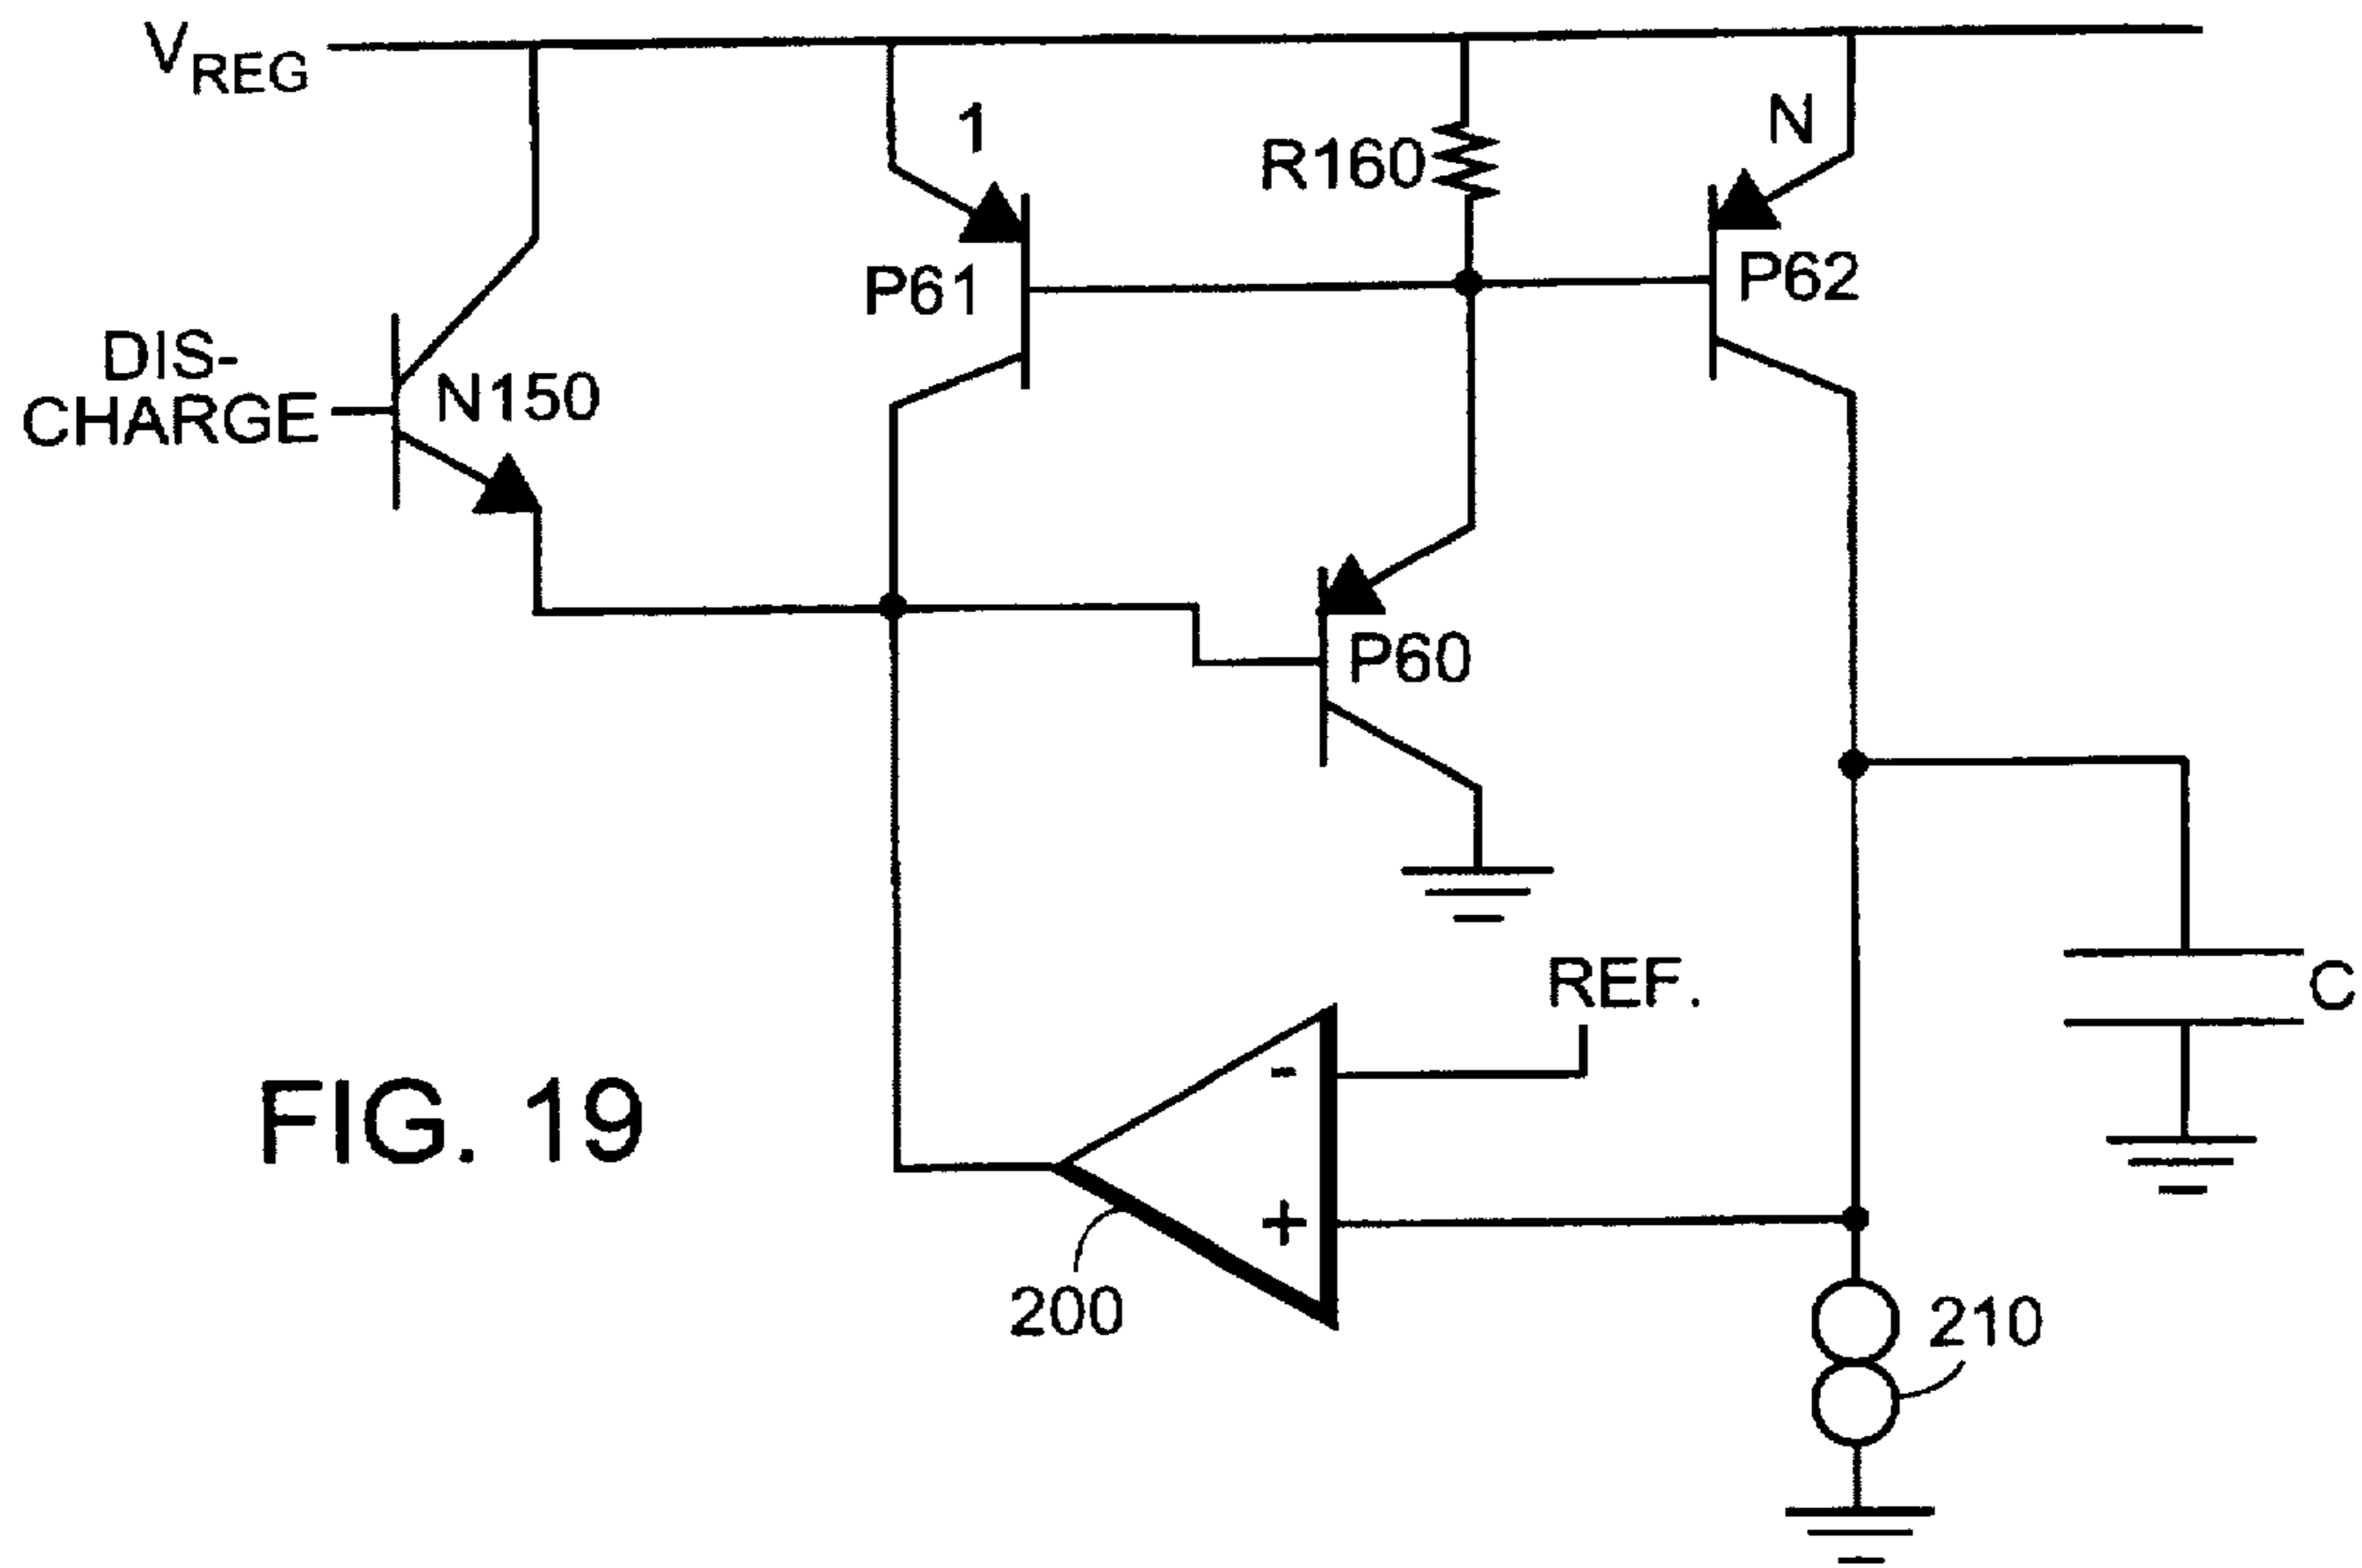 VREG
1
R160
N
P61
P62
DIS-
CHARGE
N150
P60
REF.
C
-
+
FIG. 19
200
210